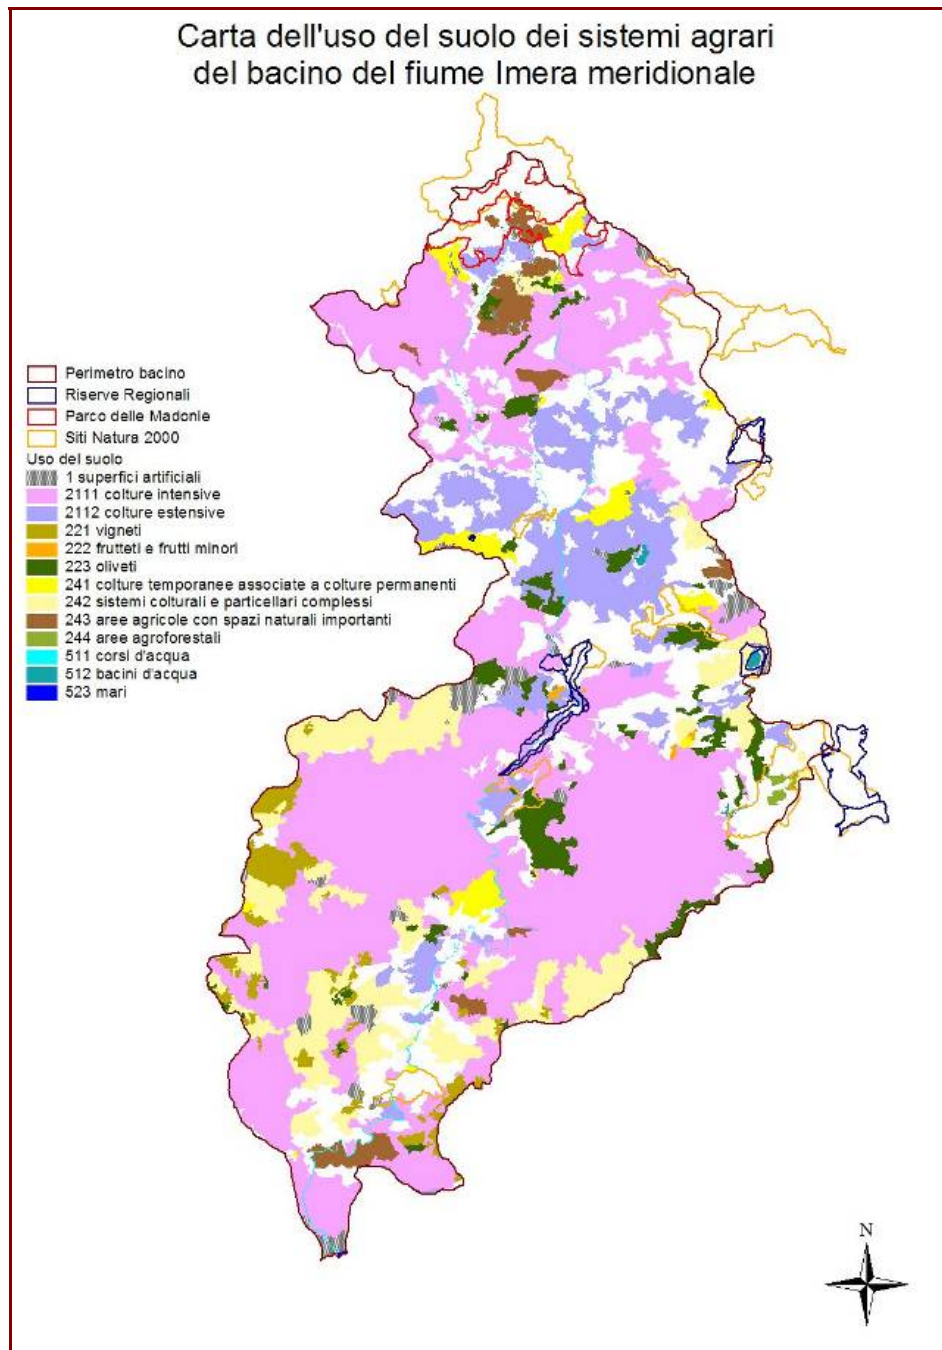 Carta dell'uso del suolo dei sistemi agrari
del bacino del fiume Imera meridionale
Perimetro bacino
Riserve Regionali
Parco delle Madonie
Siti Natura 2000
Uso del suolo
1 superfici artificiali
2111 colture intensive
2112 colture estensive
221 vigneti
222 frutteti e frutti minori
223 oliveti
241 colture temporanee associate a colture permanenti
242 sistemi colturali e particellari complessi
243 aree agricole con spazi naturali importanti
244 aree agroforestali
511 corsi d'acqua
512 bacini d'acqua
523 mari
N